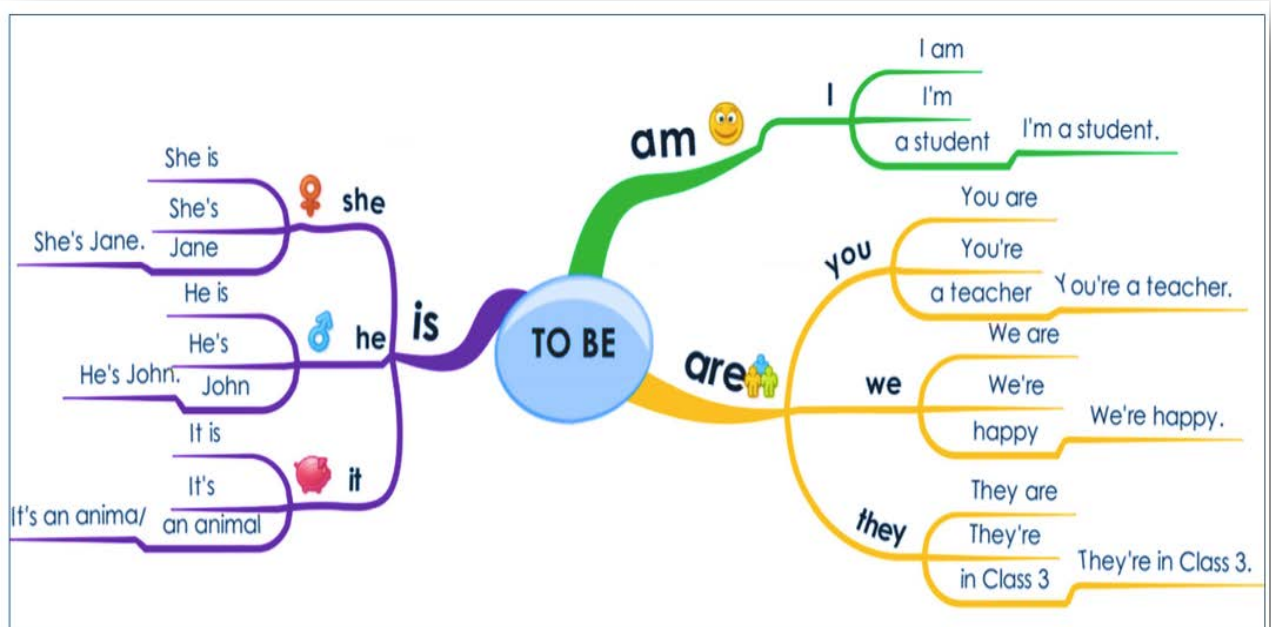 TO BE
am
I
I am
I'm
a student
I'm a student.
are
you
You are
You're
a teacher
You're a teacher.
we
We are
We're
happy
We're happy.
they
They are
They're
in Class 3
They're in Class 3.
is
she
She is
She's
Jane
She's Jane.
he
He is
He's
John
He's John.
it
It is
It's
an animal
It's an anima/